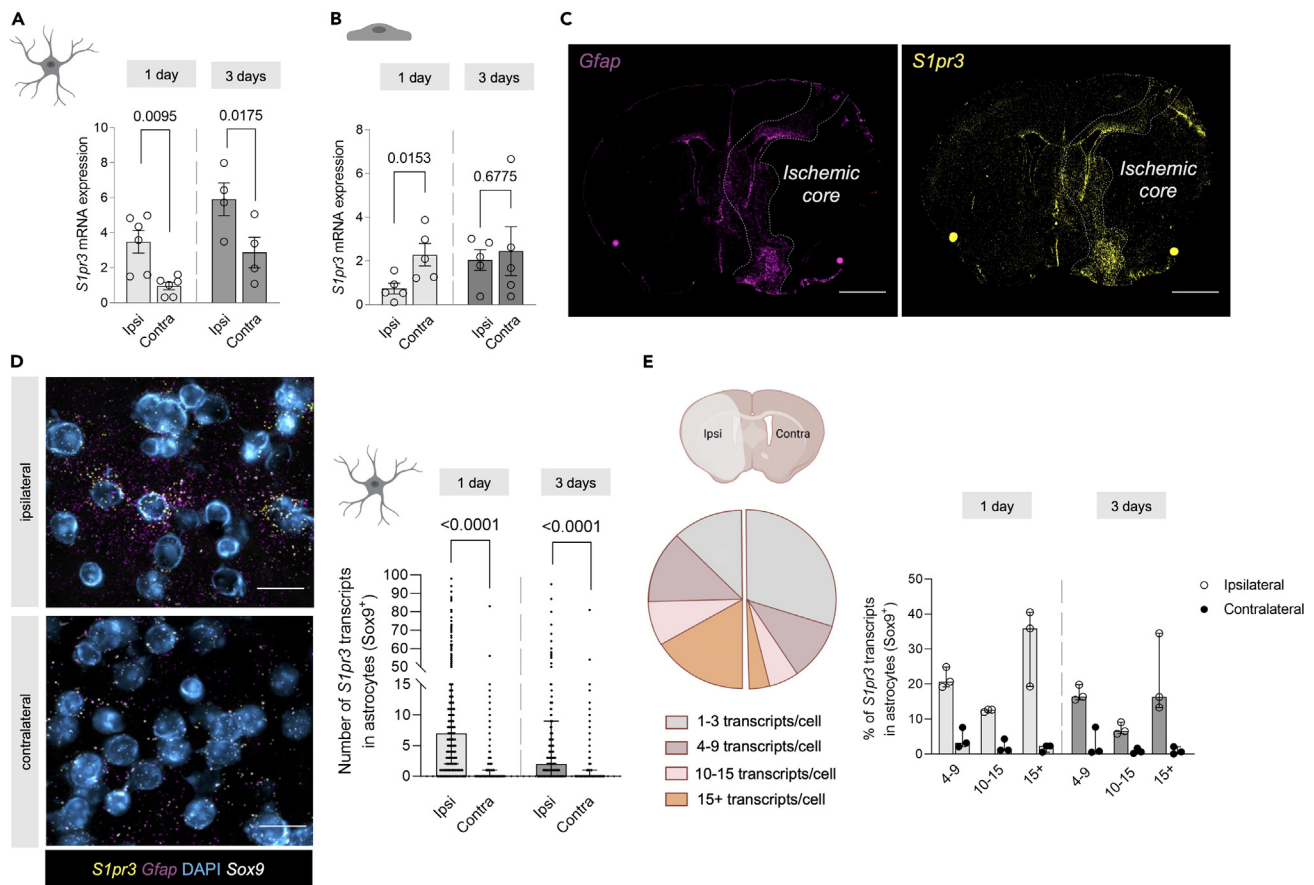 A
1 day
3 days
0.0095
0.0175
S1pr3 mRNA expression
10
8
6
4
2
0
Ipsi
Contra
Ipsi
Contra
B
1 day
3 days
0.0153
0.6775
S1pr3 mRNA expression
8
6
4
2
0
Ipsi
Contra
Ipsi
Contra
C
Gfap
Ischemic
core
S1pr3
Ischemic
core
D
ipsilateral
contralateral
S1pr3 Gfap DAPI Sox9
1 day
3 days
<0.0001
<0.0001
Number of S1pr3 transcripts
in astrocytes (Sox9+)
100
90
80
70
60
50
15
10
5
0
Ipsi
Contra
Ipsi
Contra
E
Ipsi
Contra
1-3 transcripts/cell
4-9 transcripts/cell
10-15 transcripts/cell
15+ transcripts/cell
1 day
3 days
Ipsilateral
Contralateral
% of S1pr3 transcripts
in astrocytes (Sox9+)
50
40
30
20
10
0
4-9
10-15
15+
4-9
10-15
15+